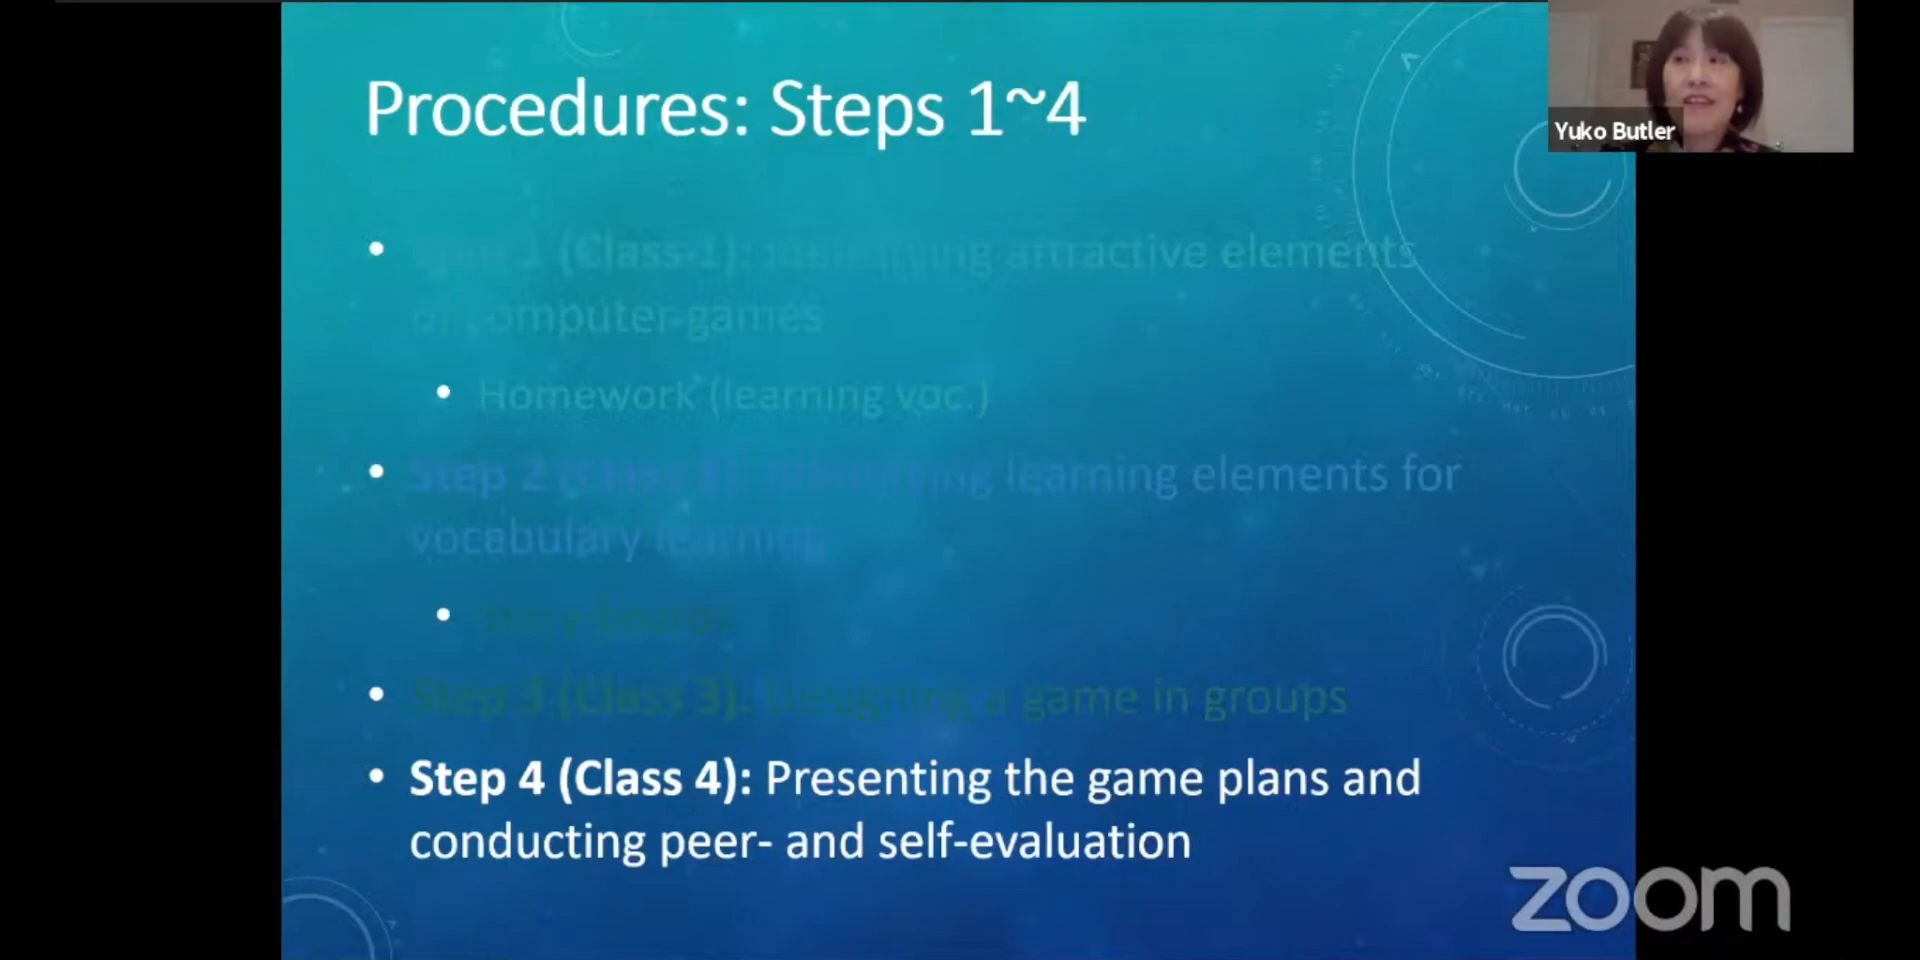 Procedures: Steps 1~4
Yuko Butler
1 (Class 1): Identifying attractive elements
of computer games
Homework (learning voc.)
Step 2 (Class 2): Identifying learning elements for
vocabulary learning
Story-boards
Step 3 (Class 3): Designing a game in groups
Step 4 (Class 4): Presenting the game plans and
conducting peer- and self-evaluation
zoom